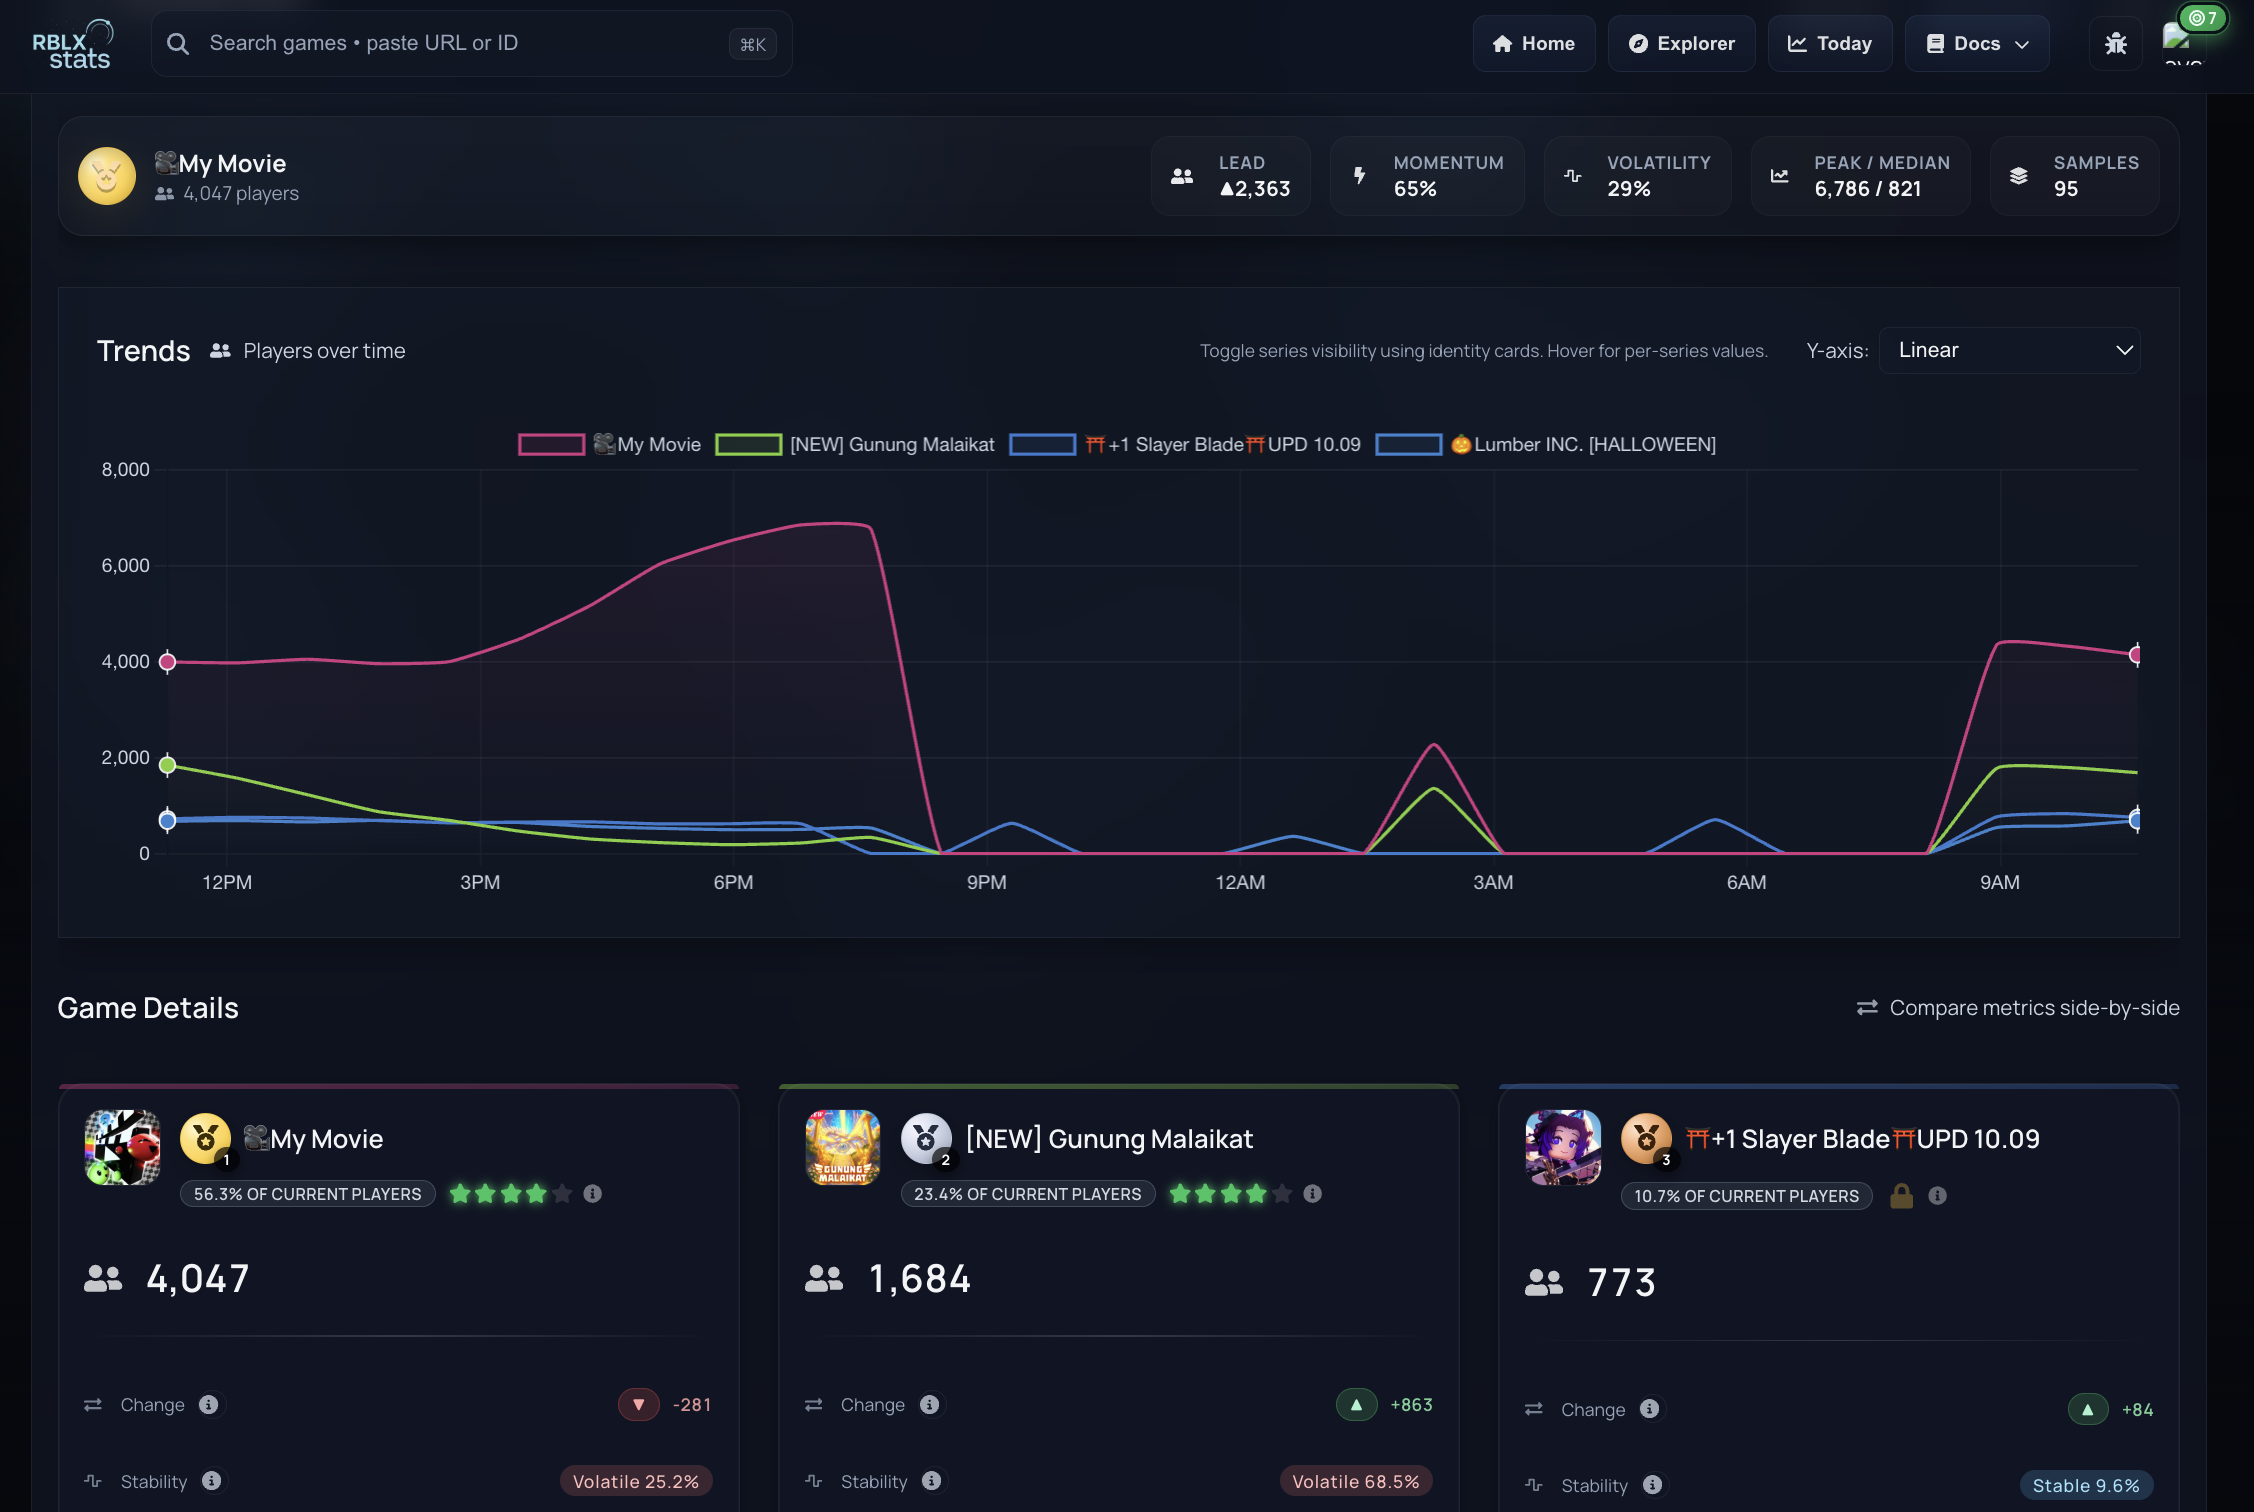 RBLX
stats
Search games • paste URL or ID
⌘K
Home
Explorer
Today
Docs
7
🎥My Movie
4,047 players
LEAD
▲2,363
MOMENTUM
65%
VOLATILITY
29%
PEAK / MEDIAN
6,786 / 821
SAMPLES
95
Trends
Players over time
Toggle series visibility using identity cards. Hover for per-series values.
Y-axis:
Linear
🎥My Movie
[NEW] Gunung Malaikat
⛩️+1 Slayer Blade⛩️UPD 10.09
🎃Lumber INC. [HALLOWEEN]
8,000
6,000
4,000
2,000
0
12PM
3PM
6PM
9PM
12AM
3AM
6AM
9AM
Game Details
Compare metrics side-by-side
1
🎥My Movie
56.3% OF CURRENT PLAYERS
4,047
Change
▼ -281
Stability
Volatile 25.2%
GUNUNG
MALAIKAT
2
[NEW] Gunung Malaikat
23.4% OF CURRENT PLAYERS
1,684
Change
▲ +863
Stability
Volatile 68.5%
3
⛩️+1 Slayer Blade⛩️UPD 10.09
10.7% OF CURRENT PLAYERS
773
Change
▲ +84
Stability
Stable 9.6%